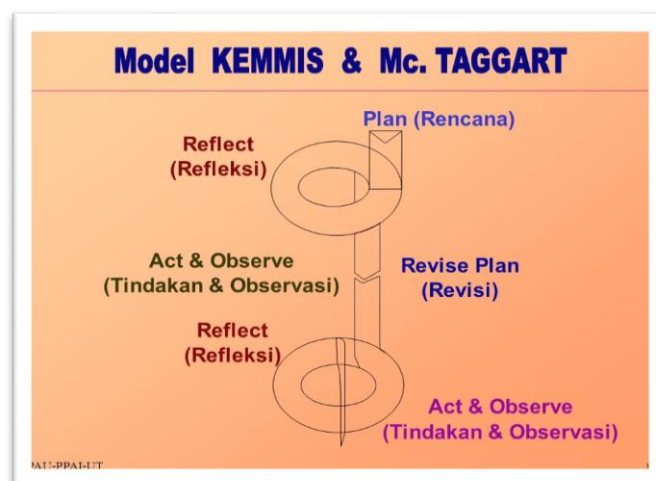 Model KEMMIS & Mc. TAGGART
Plan (Rencana)
Reflect
(Refleksi)
Act & Observe
(Tindakan & Observasi)
Revise Plan
(Revisi)
Reflect
(Refleksi)
Act & Observe
(Tindakan & Observasi)
PAU-PPAI-UT